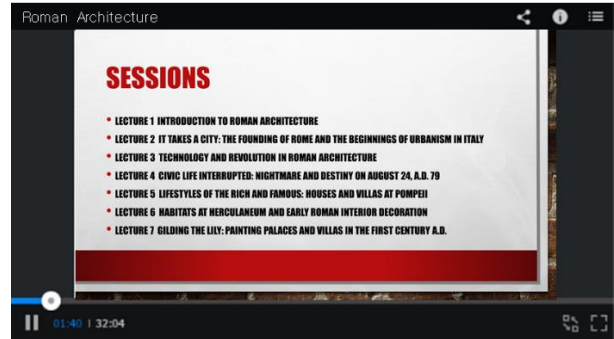 Roman Architecture
SESSIONS
• LECTURE 1 INTRODUCTION TO ROMAN ARCHITECTURE
• LECTURE 2 IT TAKES A CITY: THE FOUNDING OF ROME AND THE BEGINNINGS OF URBANISM IN ITALY
• LECTURE 3 TECHNOLOGY AND REVOLUTION IN ROMAN ARCHITECTURE
• LECTURE 4 CIVIC LIFE INTERRUPTED: NIGHTMARE AND DESTINY ON AUGUST 24, A.D. 79
• LECTURE 5 LIFESTYLES OF THE RICH AND FAMOUS: HOUSES AND VILLAS AT POMPEII
• LECTURE 6 HABITATS AT HERCULANEUM AND EARLY ROMAN INTERIOR DECORATION
• LECTURE 7 GILDING THE LILY: PAINTING PALACES AND VILLAS IN THE FIRST CENTURY A.D.
01:40 | 32:04